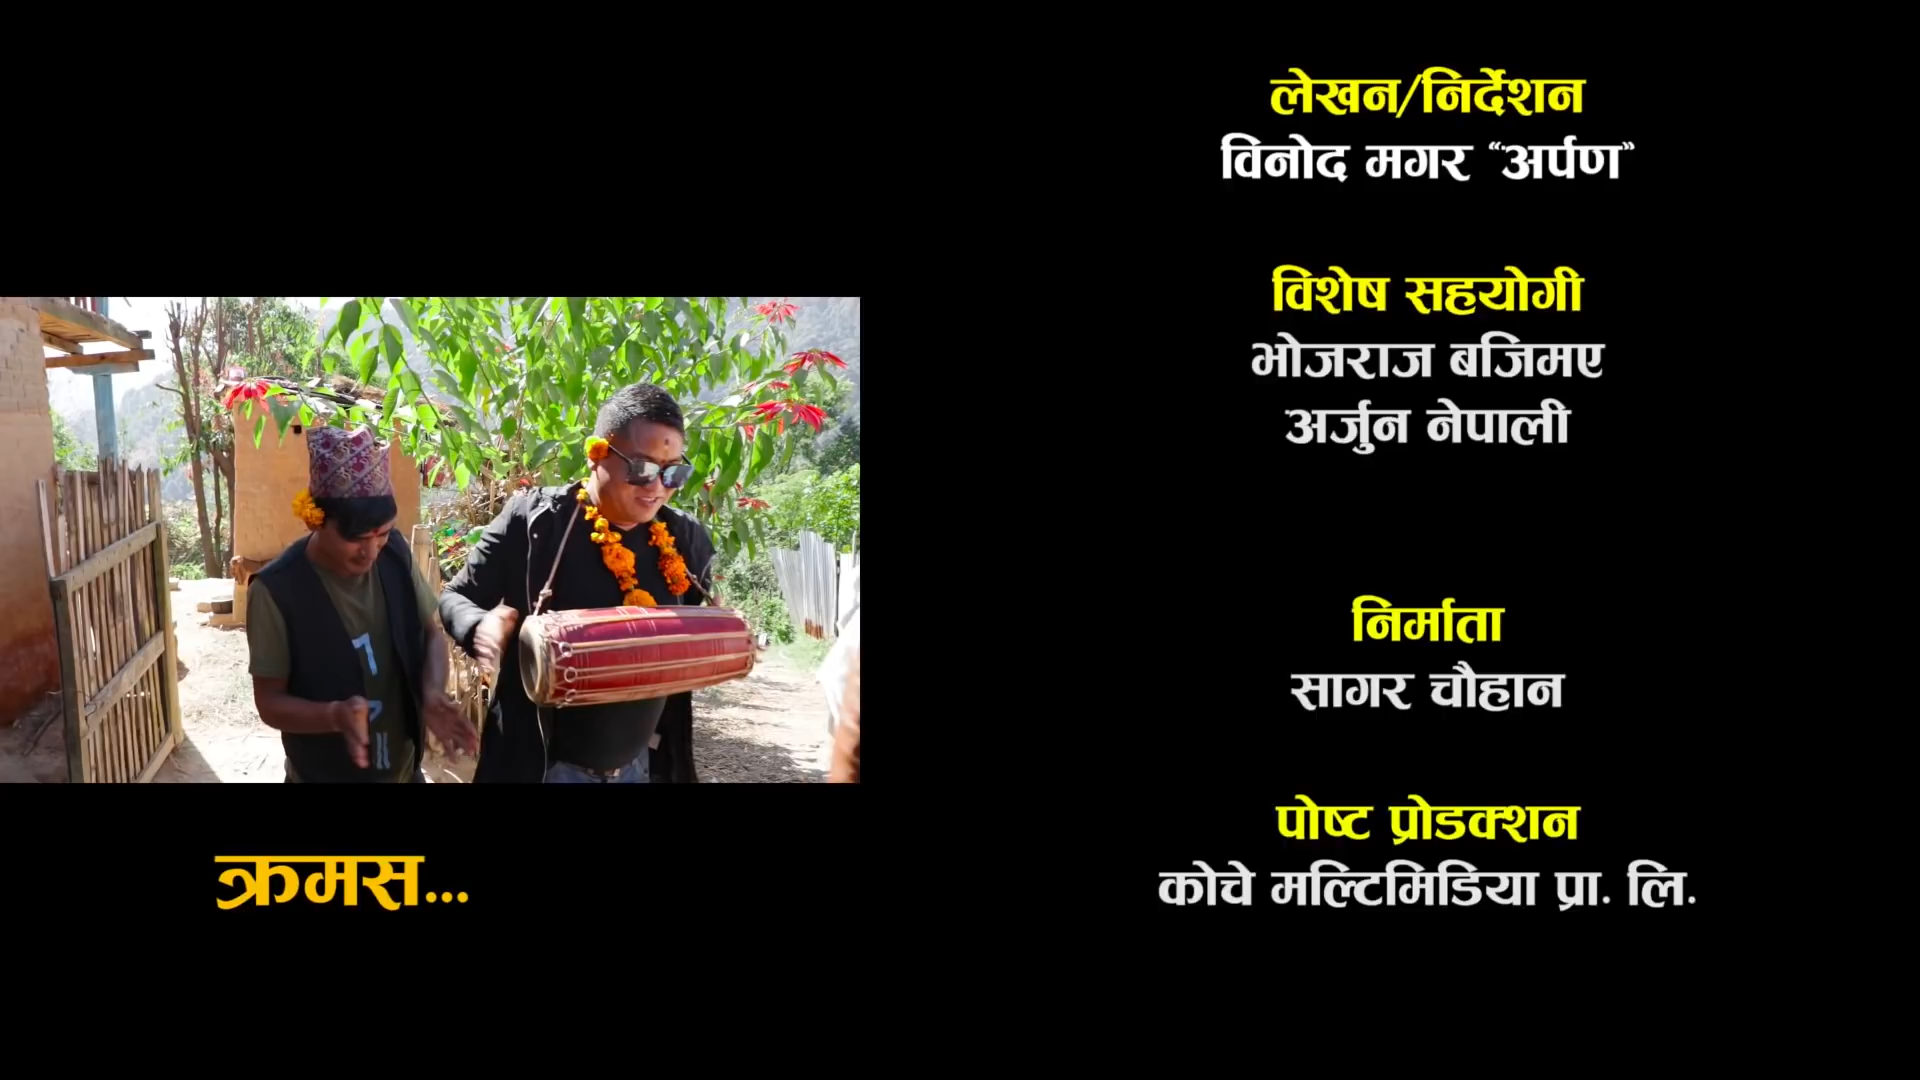 लेखन/निर्देशन
विनोद मगर “अर्पण”
विशेष सहयोगी
भोजराज बजिमए
अर्जुन नेपाली
निर्माता
सागर चौहान
पोष्ट प्रोडक्शन
कोचे मल्टिमिडिया प्रा. लि.
क्रमस...